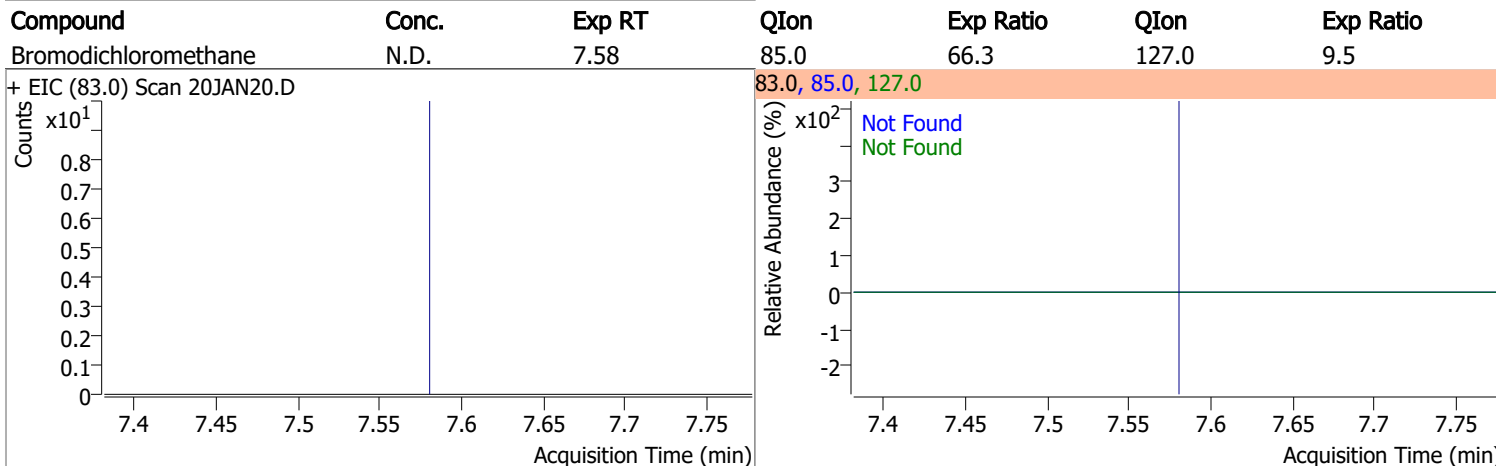 Compound Conc. Exp RT QIon Exp Ratio QIon Exp Ratio
Bromodichloromethane N.D. 7.58 85.0 66.3 127.0 9.5
+ EIC (83.0) Scan 20JAN20.D
Counts
x10¹
0.8
0.7
0.6
0.5
0.4
0.3
0.2
0.1
0
7.4 7.45 7.5 7.55 7.6 7.65 7.7 7.75
Acquisition Time (min)
83.0, 85.0, 127.0
Relative Abundance (%)
x10²
Not Found
Not Found
3
2
1
0
-1
-2
7.4 7.45 7.5 7.55 7.6 7.65 7.7 7.75
Acquisition Time (min)